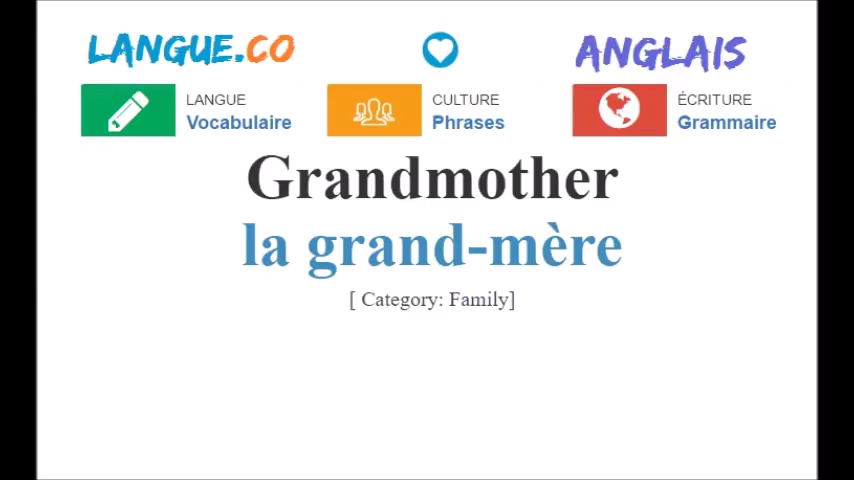 LANGUE.CO
ANGLAIS
LANGUE
Vocabulaire
CULTURE
Phrases
ÉCRITURE
Grammaire
Grandmother
la grand-mère
[ Category: Family]